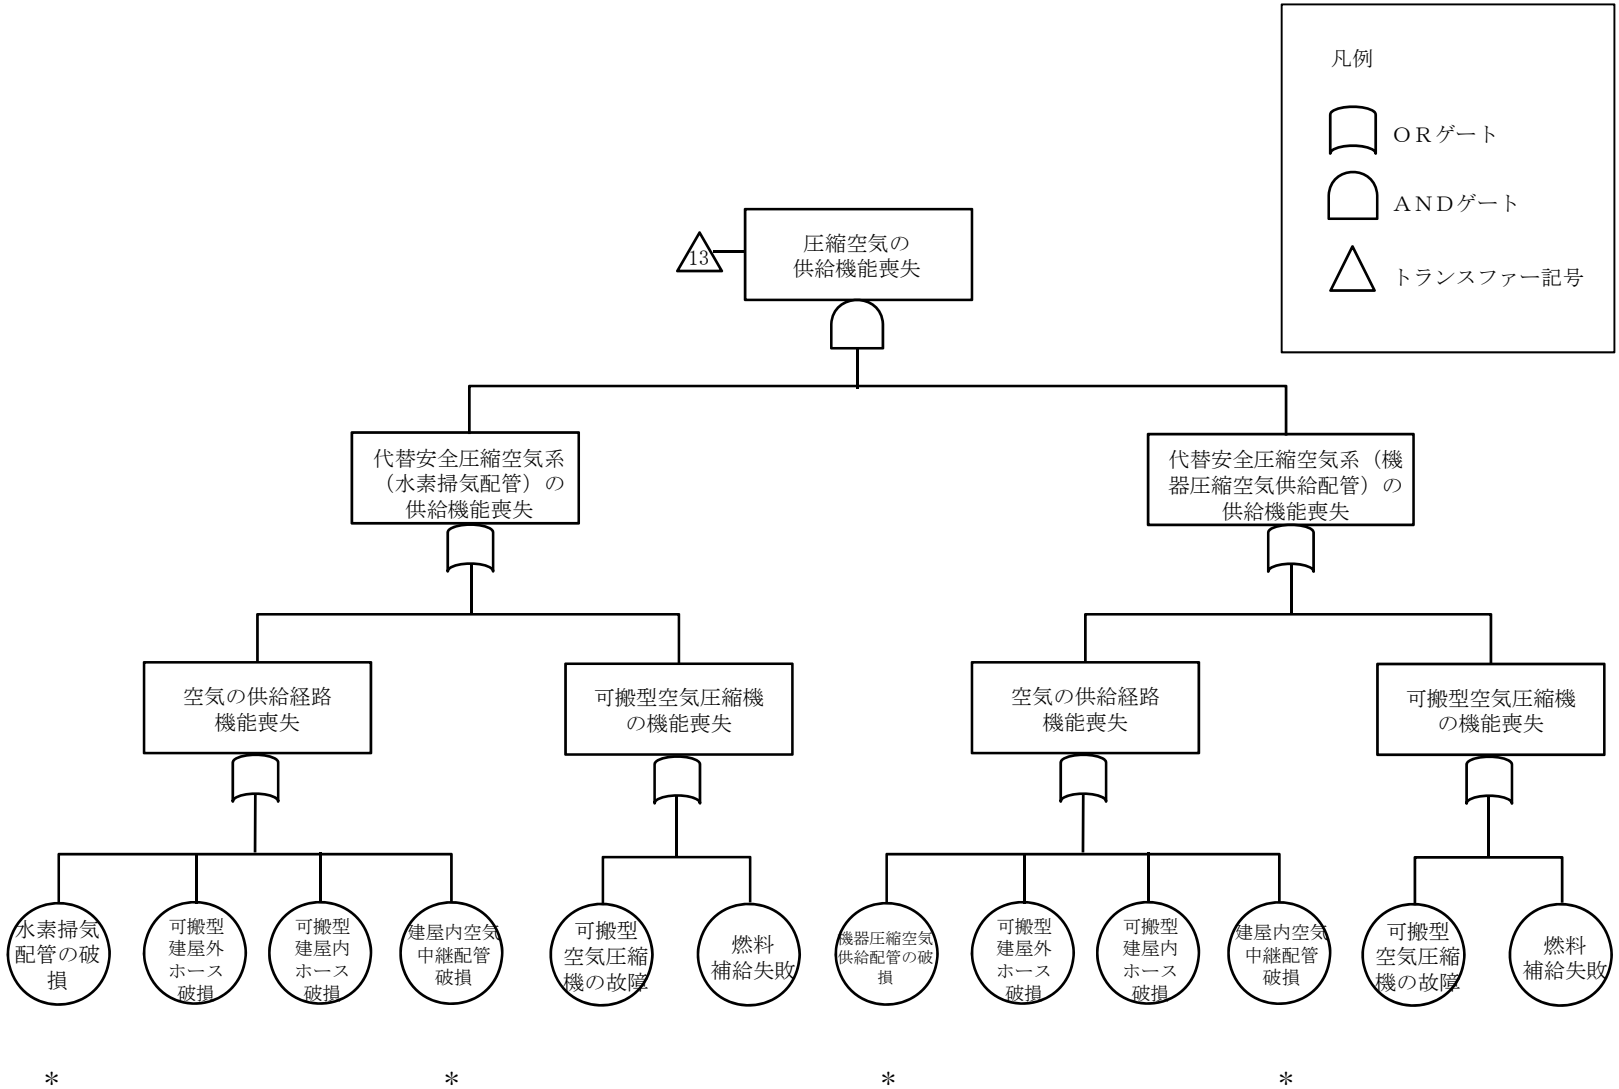 凡例
ORゲート
ANDゲート
トランスファー記号
13
圧縮空気の
供給機能喪失
代替安全圧縮空気系
(水素掃気配管)の
供給機能喪失
代替安全圧縮空気系(機
器圧縮空気供給配管)の
供給機能喪失
空気の供給経路
機能喪失
可搬型空気圧縮機
の機能喪失
空気の供給経路
機能喪失
可搬型空気圧縮機
の機能喪失
水素掃気
配管の破
損
可搬型
建屋外
ホース
破損
可搬型
建屋内
ホース
破損
建屋内空気
中継配管
破損
可搬型
空気圧縮
機の故障
燃料
補給失敗
機器圧縮空気
供給配管の破
損
可搬型
建屋外
ホース
破損
可搬型
建屋内
ホース
破損
建屋内空気
中継配管
破損
可搬型
空気圧縮
機の故障
燃料
補給失敗
*
*
*
*